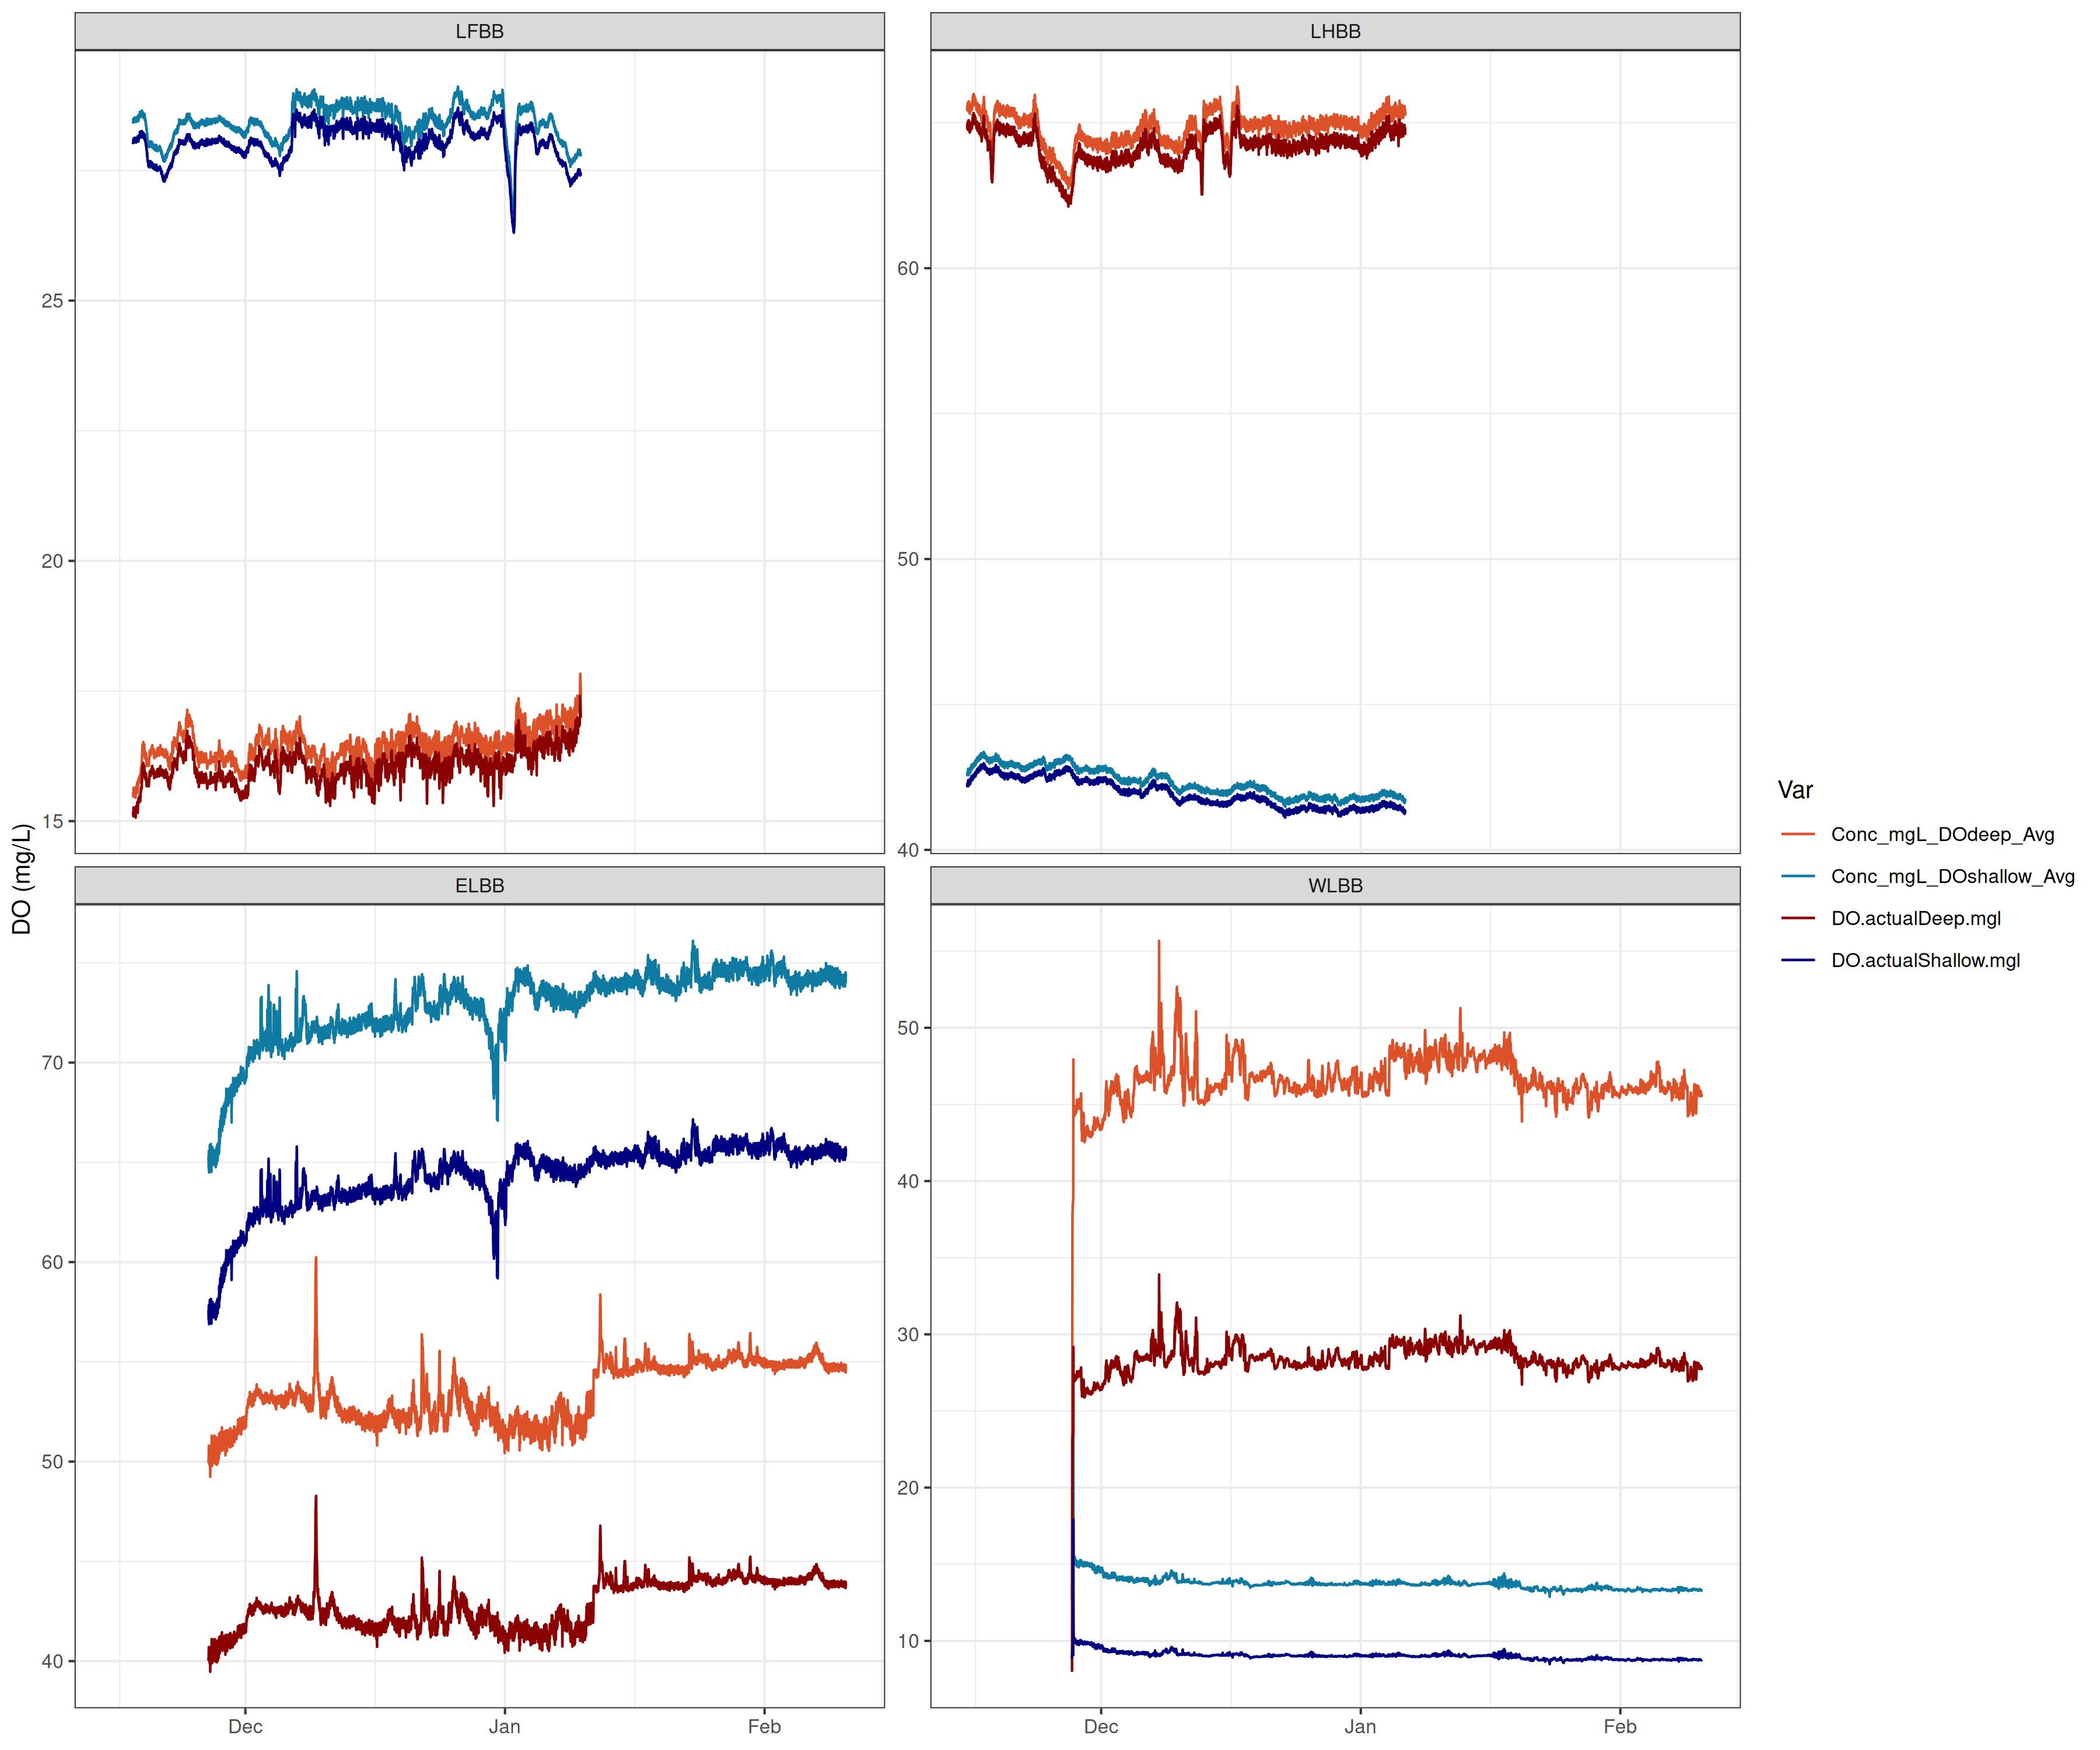 LFBB
LHBB
25
20
15
60
50
40
DO (mg/L)
ELBB
WLBB
70
60
50
40
50
40
30
20
10
Dec
Jan
Feb
Dec
Jan
Feb
Var
Conc_mgL_DOdeep_Avg
Conc_mgL_DOshallow_Avg
DO.actualDeep.mgl
DO.actualShallow.mgl